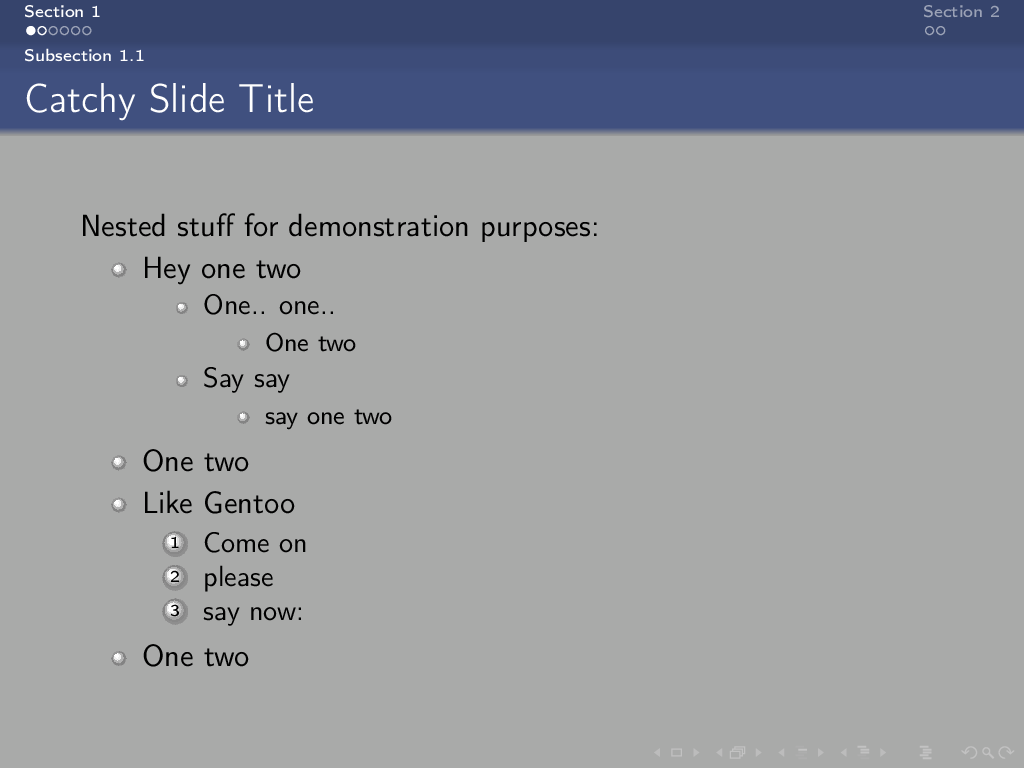 Section 1
Section 2
Subsection 1.1
Catchy Slide Title
Nested stuff for demonstration purposes:
Hey one two
One.. one..
One two
Say say
say one two
One two
Like Gentoo
1 Come on
2 please
3 say now:
One two